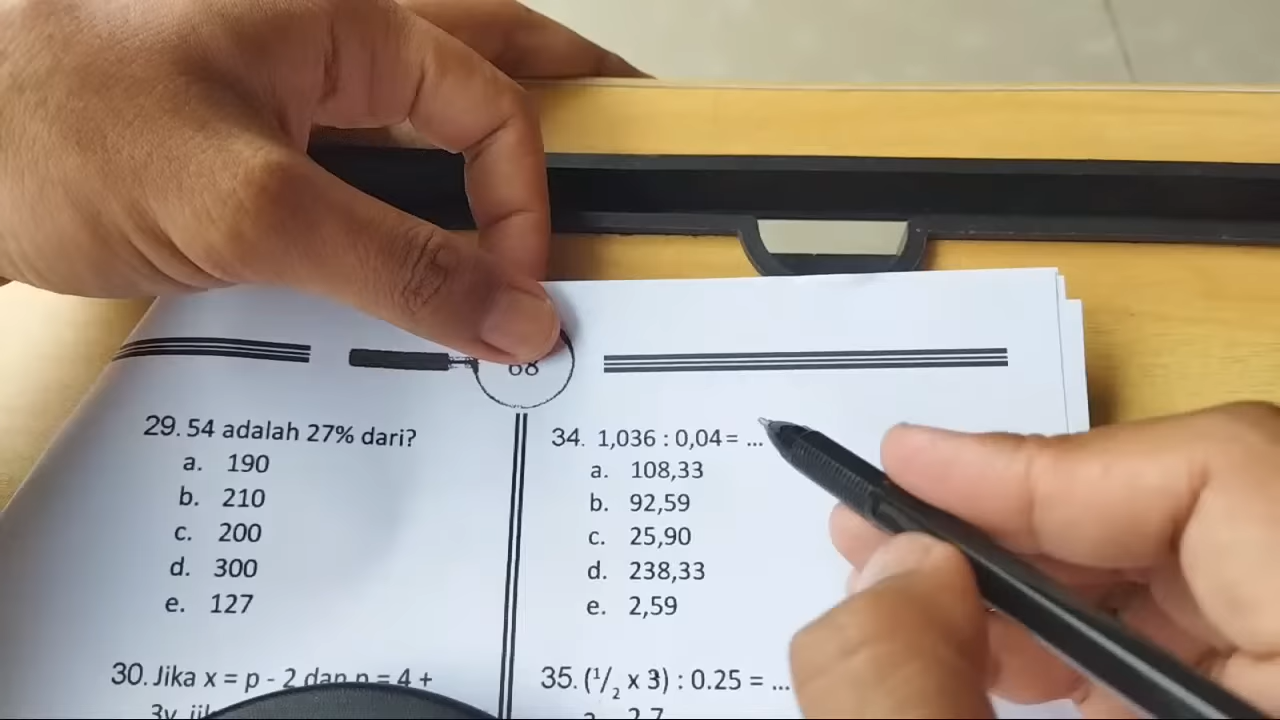 68
29. 54 adalah 27% dari?
a. 190
b. 210
c. 200
d. 300
e. 127
30. Jika x = p - 2 dan p = 4 +
34. 1,036 : 0,04 = ...
a. 108,33
b. 92,59
c. 25,90
d. 238,33
e. 2,59
35. (¹/₂ x 3) : 0.25 = ...